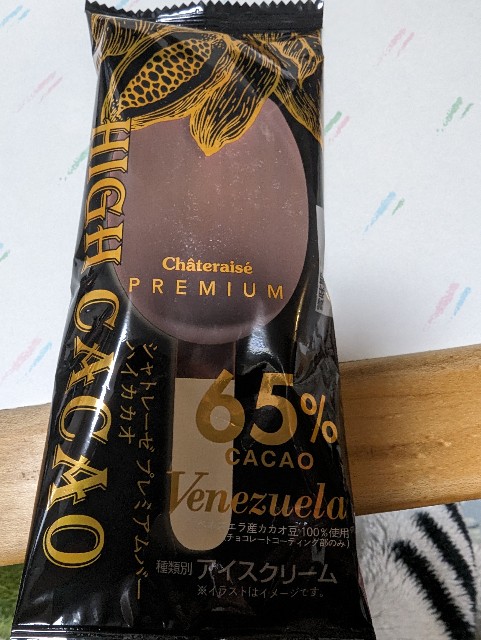 HIGH CACAO
シャトレーゼ プレミアムバー
ハイカカオ
Châteraisé
PREMIUM
65%
CACAO
Venezuela
エラ産カカオ豆100%使用
(チョコレートコーティング部のみ)
種類別 アイスクリーム
※イラストはイメージです。